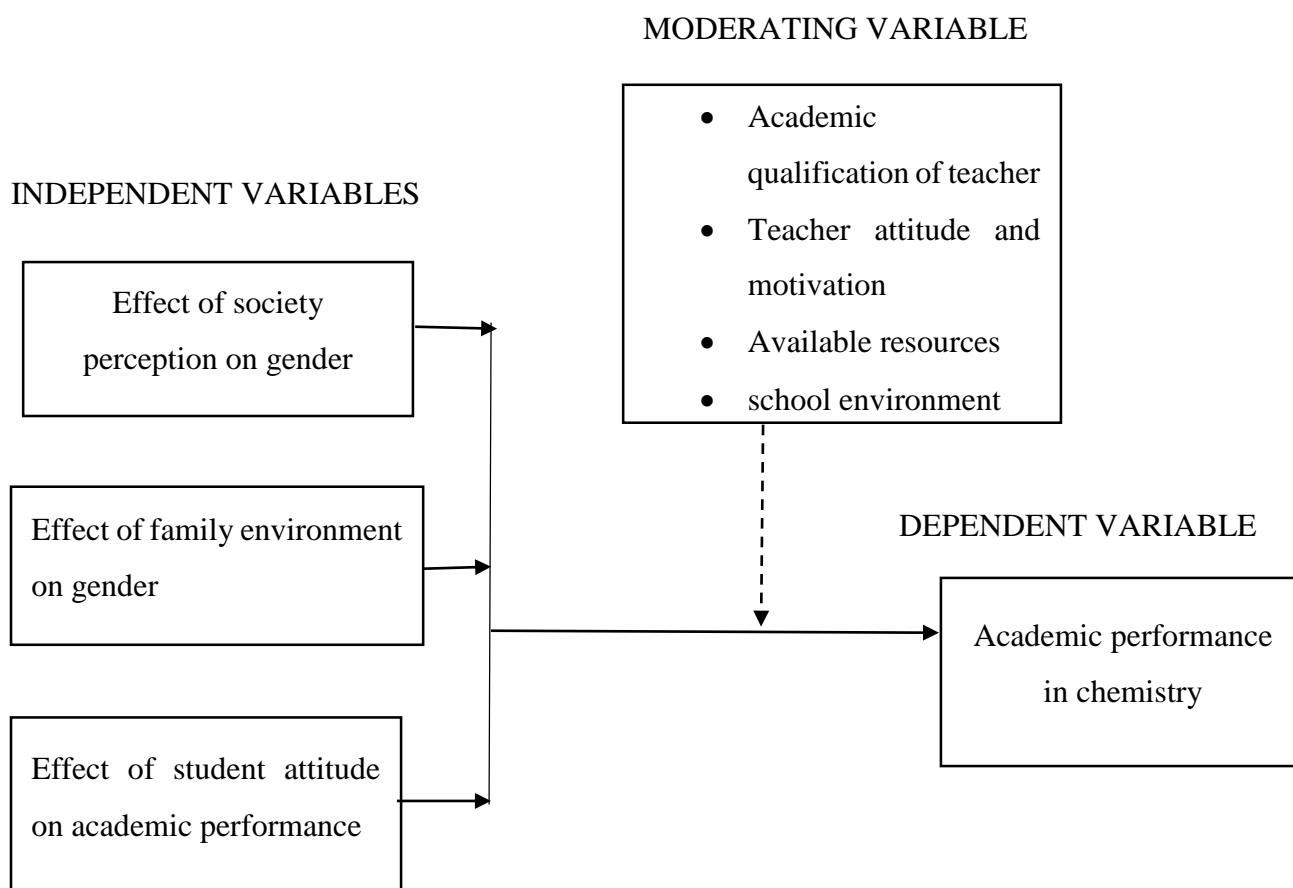 MODERATING VARIABLE
• Academic
qualification of teacher
• Teacher attitude and
motivation
• Available resources
• school environment
INDEPENDENT VARIABLES
Effect of society
perception on gender
Effect of family environment
on gender
Effect of student attitude
on academic performance
DEPENDENT VARIABLE
Academic performance
in chemistry